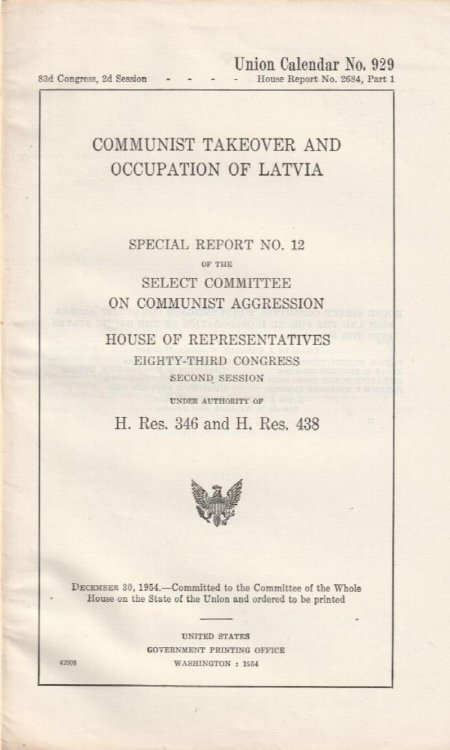 Union Calendar No. 929
83d Congress, 2d Session - - - - House Report No. 2684, Part 1
COMMUNIST TAKEOVER AND
OCCUPATION OF LATVIA
SPECIAL REPORT NO. 12
OF THE
SELECT COMMITTEE
ON COMMUNIST AGGRESSION
HOUSE OF REPRESENTATIVES
EIGHTY-THIRD CONGRESS
SECOND SESSION
UNDER AUTHORITY OF
H. Res. 346 and H. Res. 438
DECEMBER 30, 1954.—Committed to the Committee of the Whole
House on the State of the Union and ordered to be printed
UNITED STATES
GOVERNMENT PRINTING OFFICE
WASHINGTON : 1954